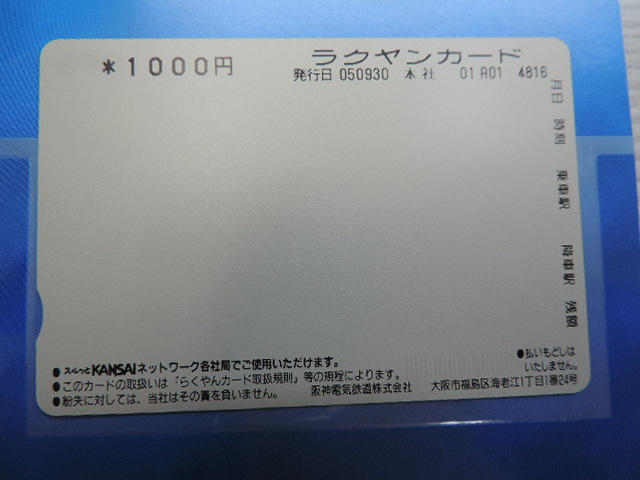 *1000円
ラクヤンカード
発行日 050930 本社 01 A01 4816
月日 時刻 乗車駅 降車駅 残額
●スルッとKANSAIネットワーク各社局でご使用いただけます。
●このカードの取扱いは「らくやんカード取扱規則」等の規程によります。
●紛失に対しては、当社はその責を負いません。
●払いもどしは
いたしません。
阪神電気鉄道株式会社 大阪市福島区海老江1丁目1番24号